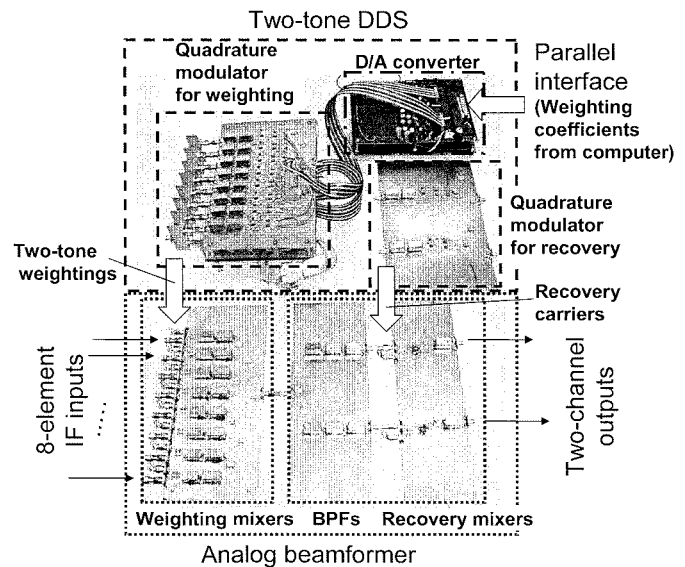 Two-tone DDS
Quadrature
modulator
for weighting
D/A converter
Parallel
interface
(Weighting
coefficients
from computer)
Quadrature
modulator
for recovery
Two-tone
weightings
Recovery
carriers
8-element
IF inputs
Two-channel
outputs
Weighting mixers
BPFs
Recovery mixers
Analog beamformer